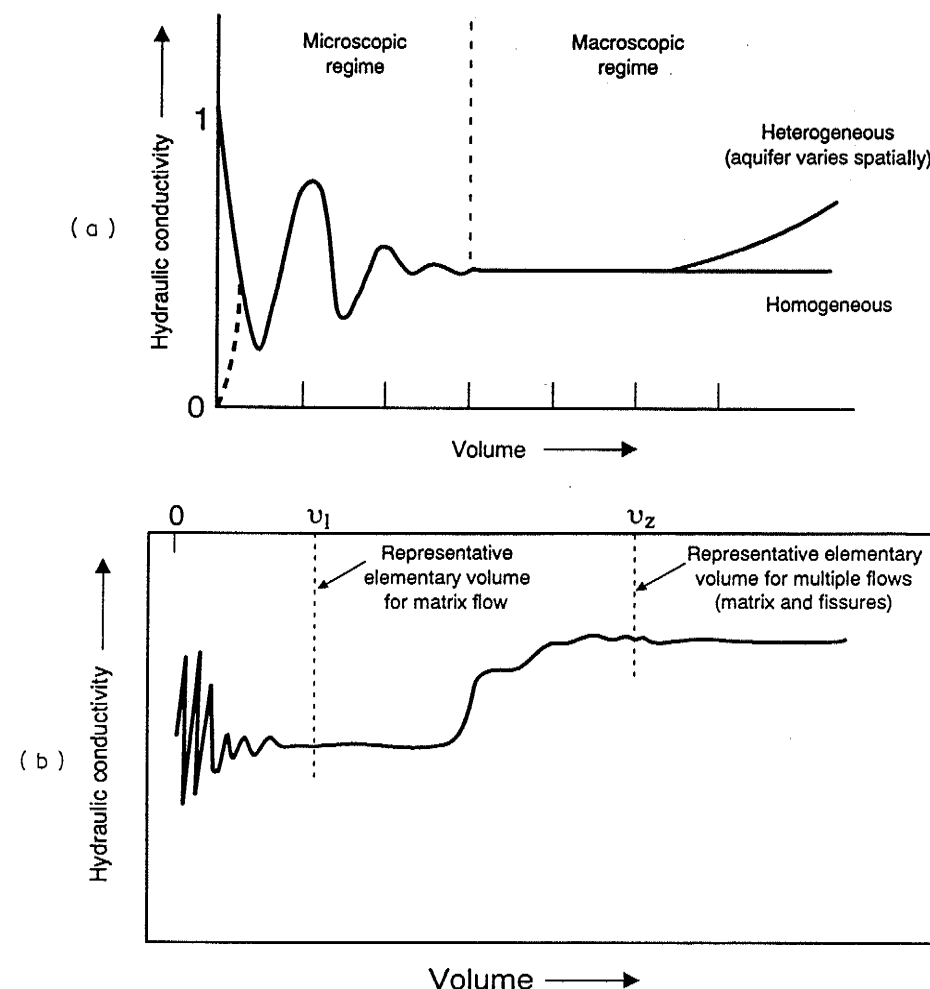 Microscopic
regime
Macroscopic
regime
1
Heterogeneous
(aquifer varies spatially)
(a)
Hydraulic conductivity
Homogeneous
0
Volume
0
υ1
υz
Representative
elementary volume
for matrix flow
Representative elementary
volume for multiple flows
(matrix and fissures)
(b)
Hydraulic conductivity
Volume